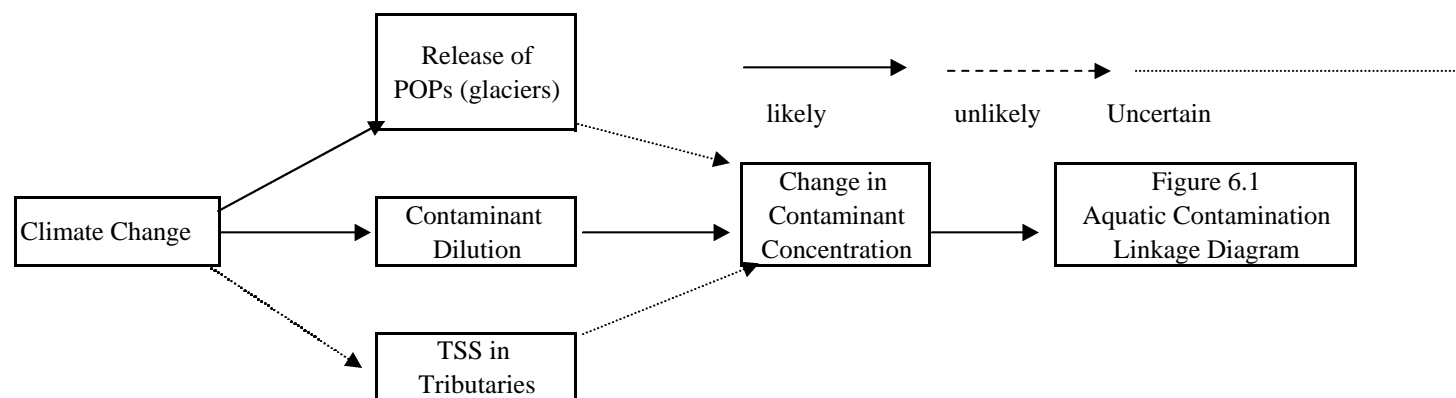 Release of
POPs (glaciers)
likely
unlikely
Uncertain
Climate Change
Contaminant
Dilution
Change in
Contaminant
Concentration
Figure 6.1
Aquatic Contamination
Linkage Diagram
TSS in
Tributaries